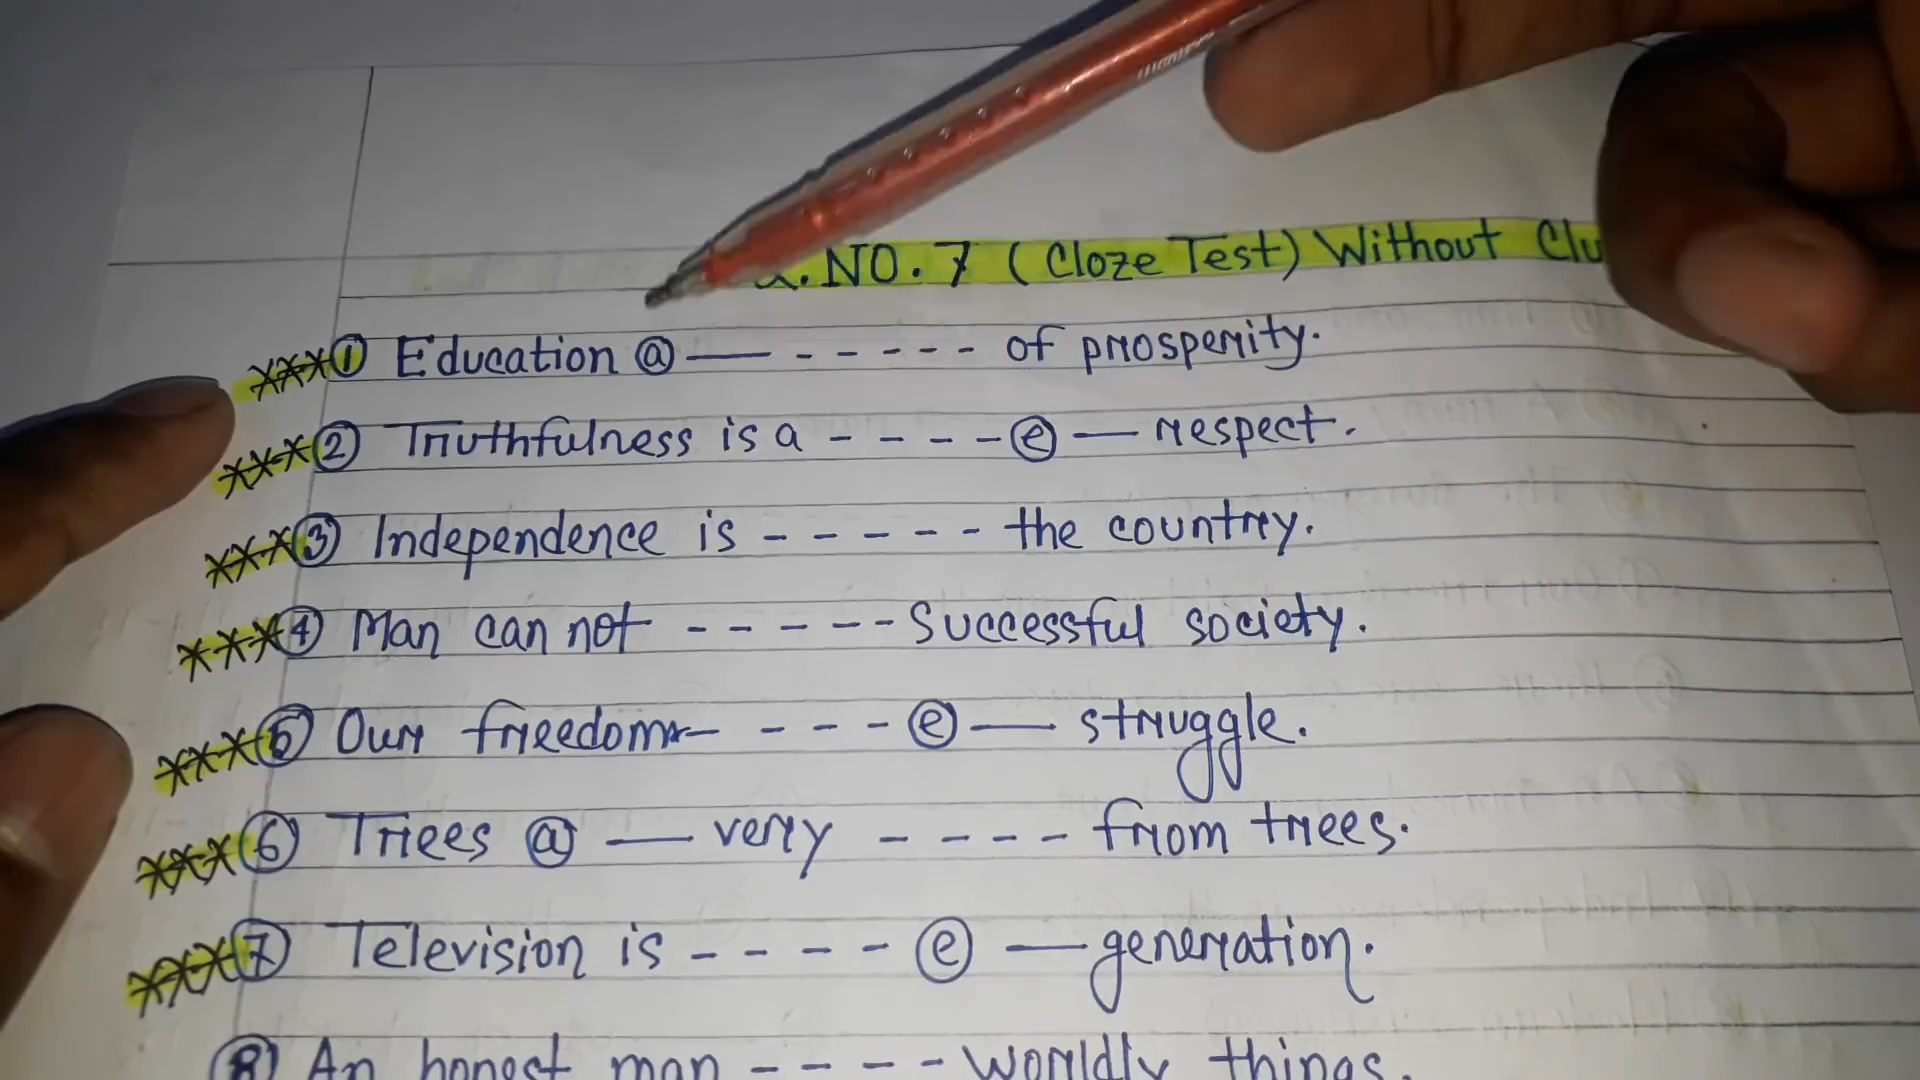 . NO. 7 (Cloze Test) Without Clu
*** ① Education ⓐ — - - - - - of prosperity.
*** ② Truthfulness is a - - - - ⓔ — respect.
*** ③ Independence is - - - - - the country.
*** ④ Man can not - - - - - successful society.
*** ⑤ Our freedom - - - ⓔ — struggle.
*** ⑥ Trees ⓐ — very - - - - from trees.
*** ⑦ Television is - - - - ⓔ — generation.
⑧ An honest man - - - - worldly things.